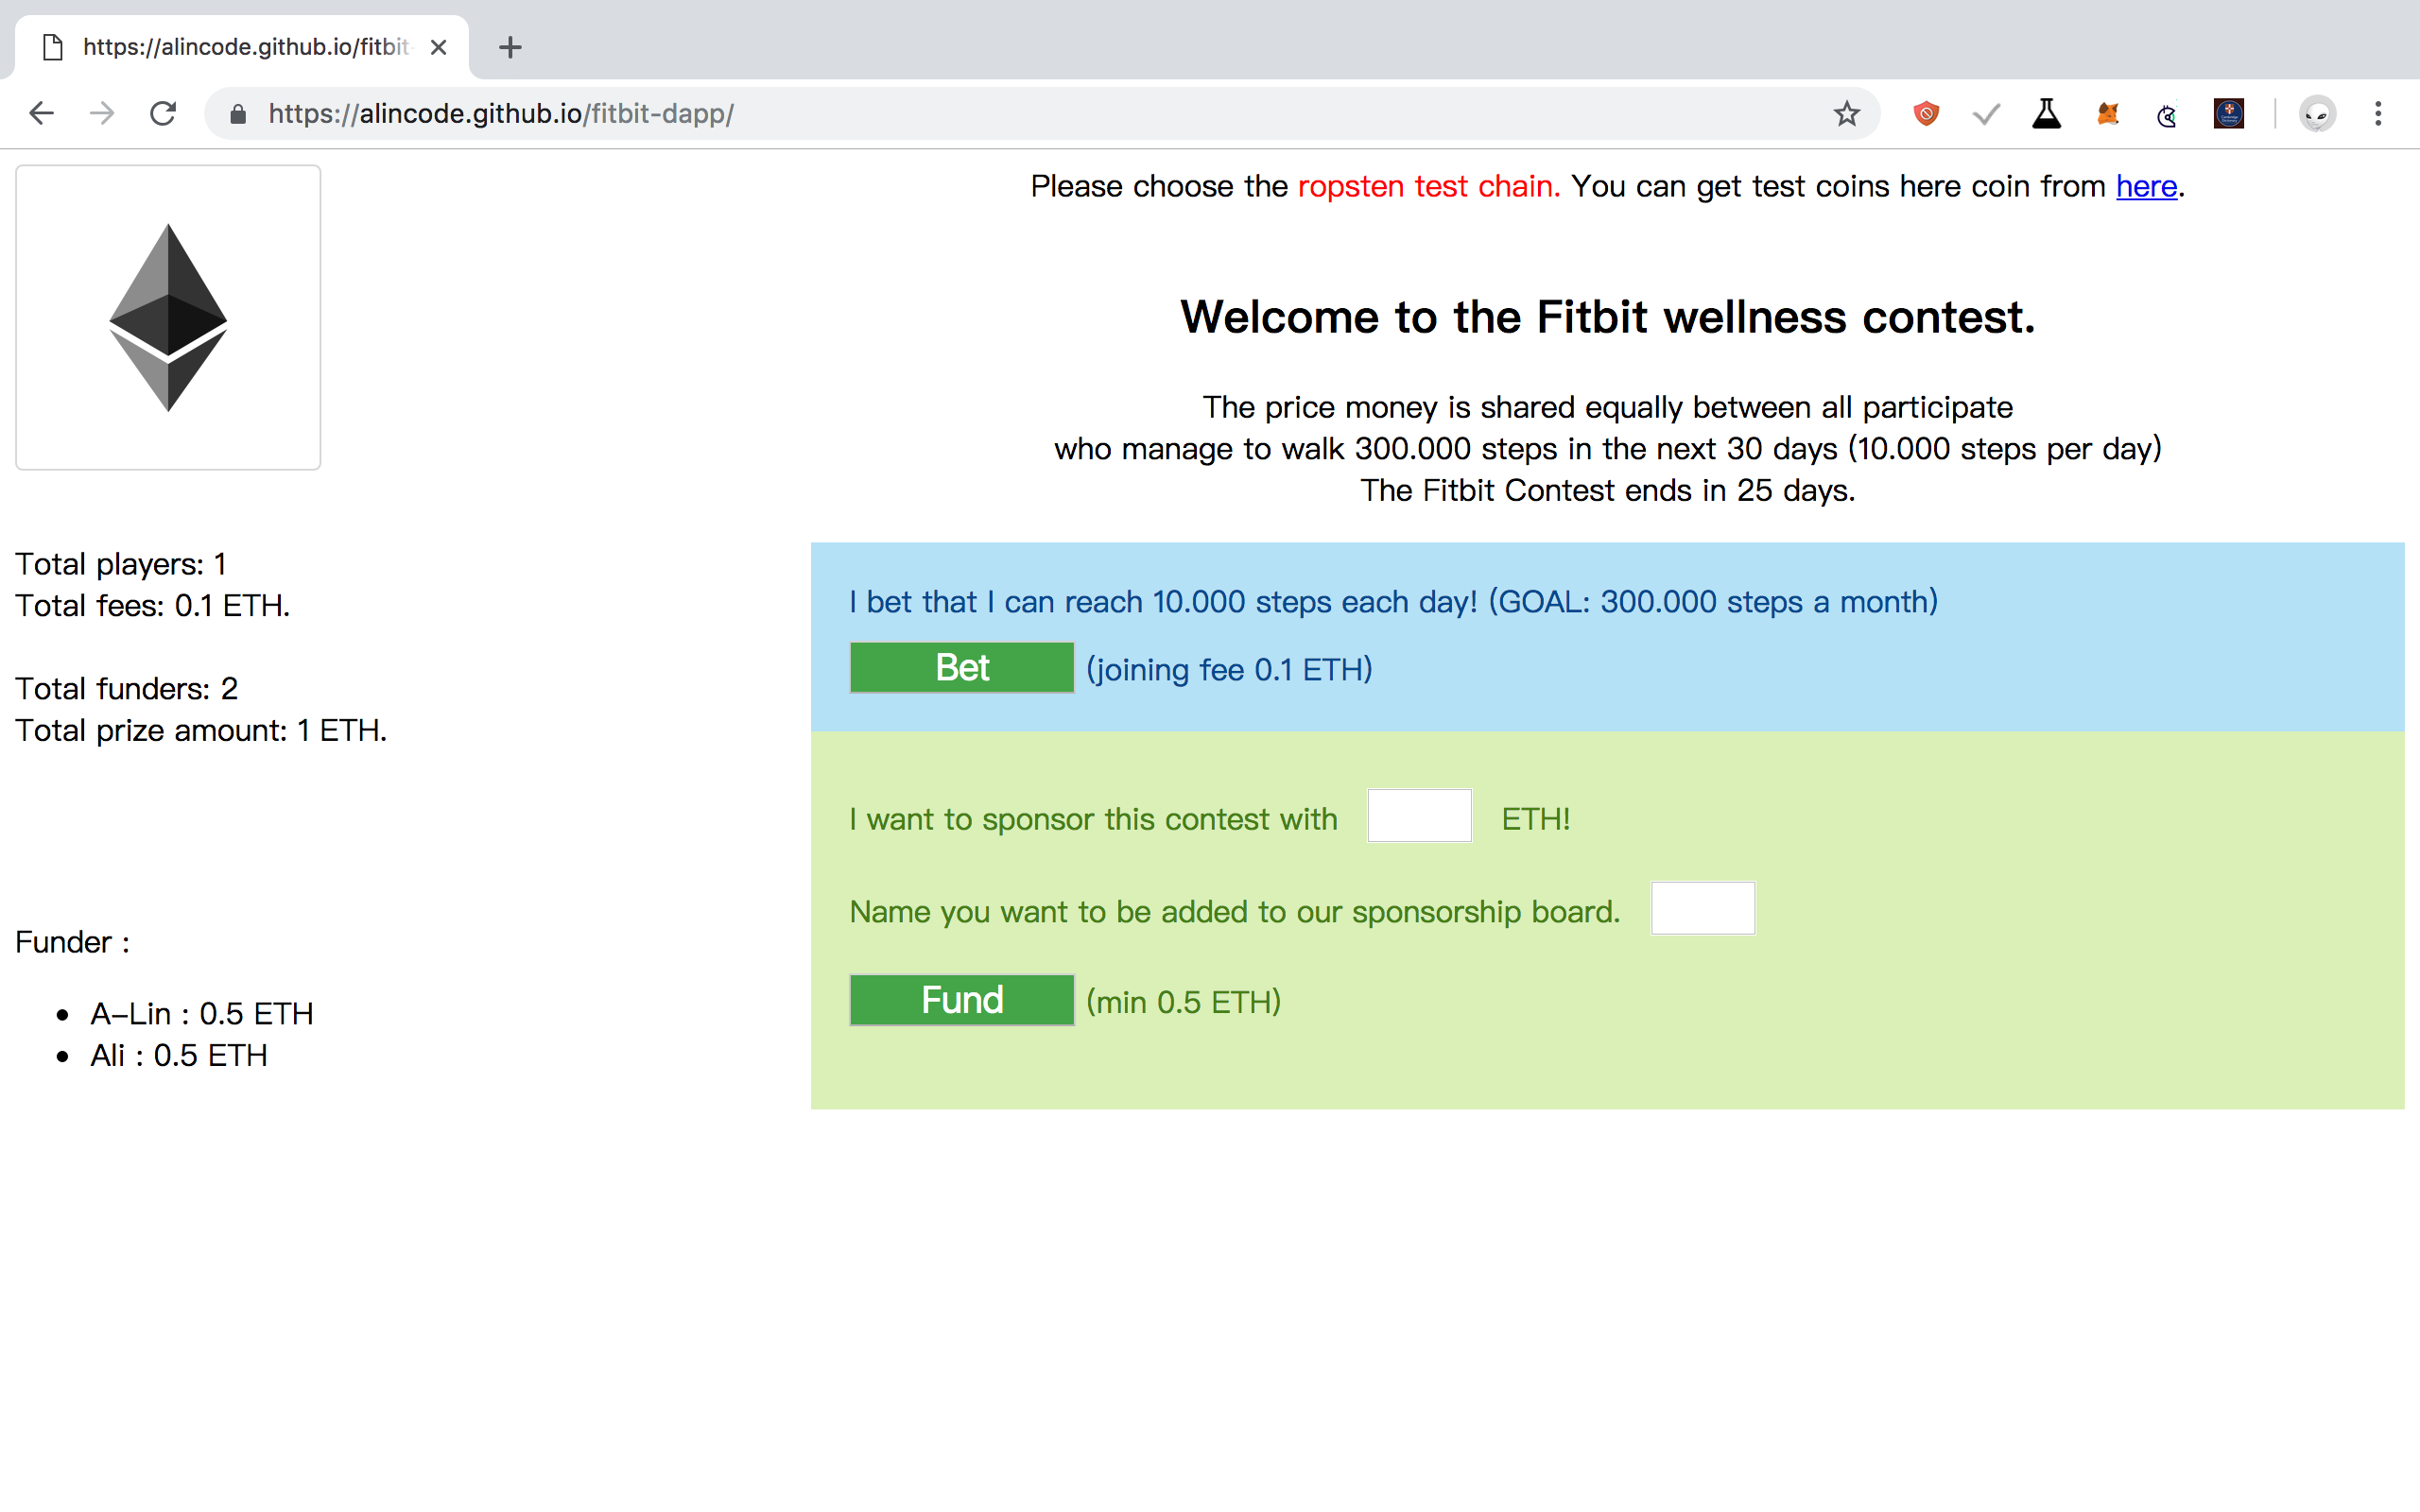 https://alincode.github.io/fitbit-
https://alincode.github.io/fitbit-dapp/
Please choose the ropsten test chain. You can get test coins here coin from here.
Welcome to the Fitbit wellness contest.
The price money is shared equally between all participate
who manage to walk 300.000 steps in the next 30 days (10.000 steps per day)
The Fitbit Contest ends in 25 days.
Total players: 1
Total fees: 0.1 ETH.
Total funders: 2
Total prize amount: 1 ETH.
Funder :
A-Lin : 0.5 ETH
Ali : 0.5 ETH
I bet that I can reach 10.000 steps each day! (GOAL: 300.000 steps a month)
Bet (joining fee 0.1 ETH)
I want to sponsor this contest with ETH!
Name you want to be added to our sponsorship board.
Fund (min 0.5 ETH)